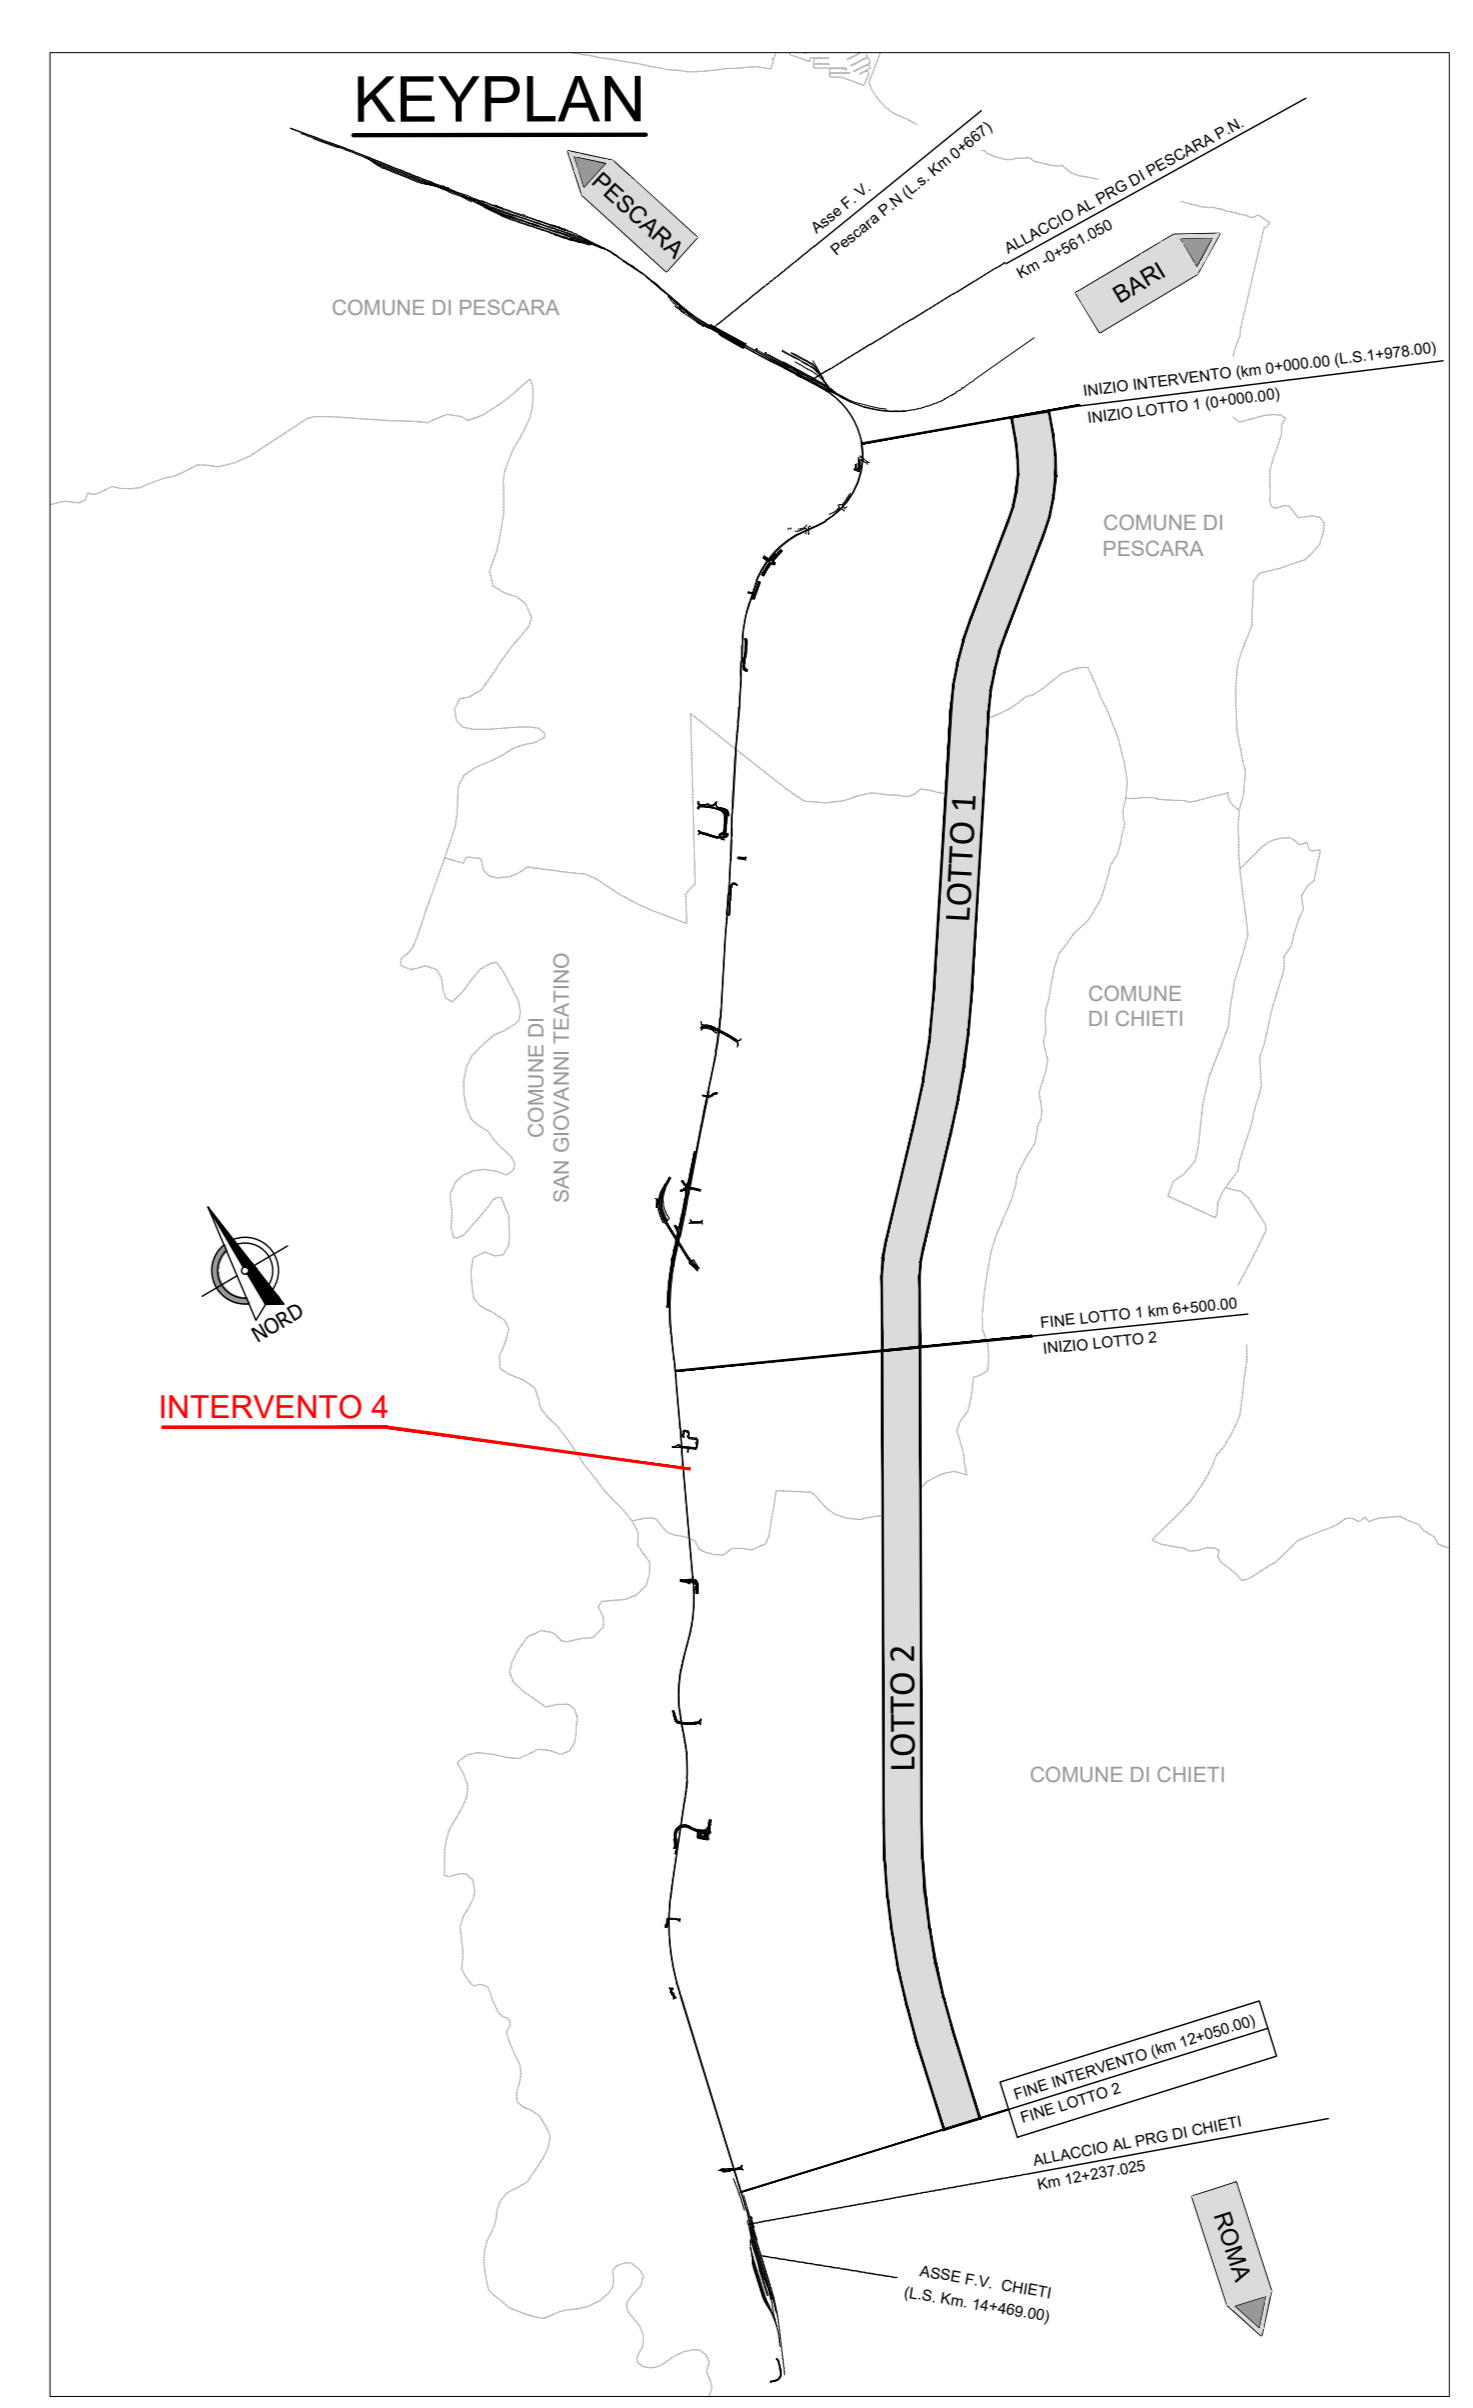 KEYPLAN
PESCARA
Asse F. V.
Pescara P.N (L.s. Km 0+667)
ALLACCIO AL PRG DI PESCARA P.N.
Km -0+561.050
BARI
COMUNE DI PESCARA
INIZIO INTERVENTO (km 0+000.00 (L.S.1+978.00)
INIZIO LOTTO 1 (0+000.00)
COMUNE DI
PESCARA
LOTTO 1
COMUNE DI
SAN GIOVANNI TEATINO
COMUNE
DI CHIETI
NORD
FINE LOTTO 1 km 6+500.00
INIZIO LOTTO 2
INTERVENTO 4
LOTTO 2
COMUNE DI CHIETI
FINE INTERVENTO (km 12+050.00)
FINE LOTTO 2
ALLACCIO AL PRG DI CHIETI
Km 12+237.025
ROMA
ASSE F.V. CHIETI
(L.S. Km. 14+469.00)